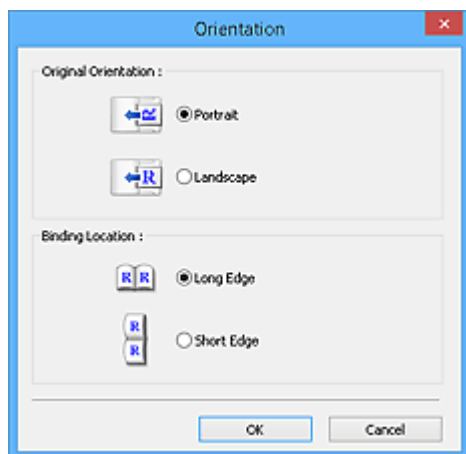 Orientation
Original Orientation :
R
Portrait
R
Landscape
Binding Location :
R R
Long Edge
R
R
Short Edge
OK Cancel